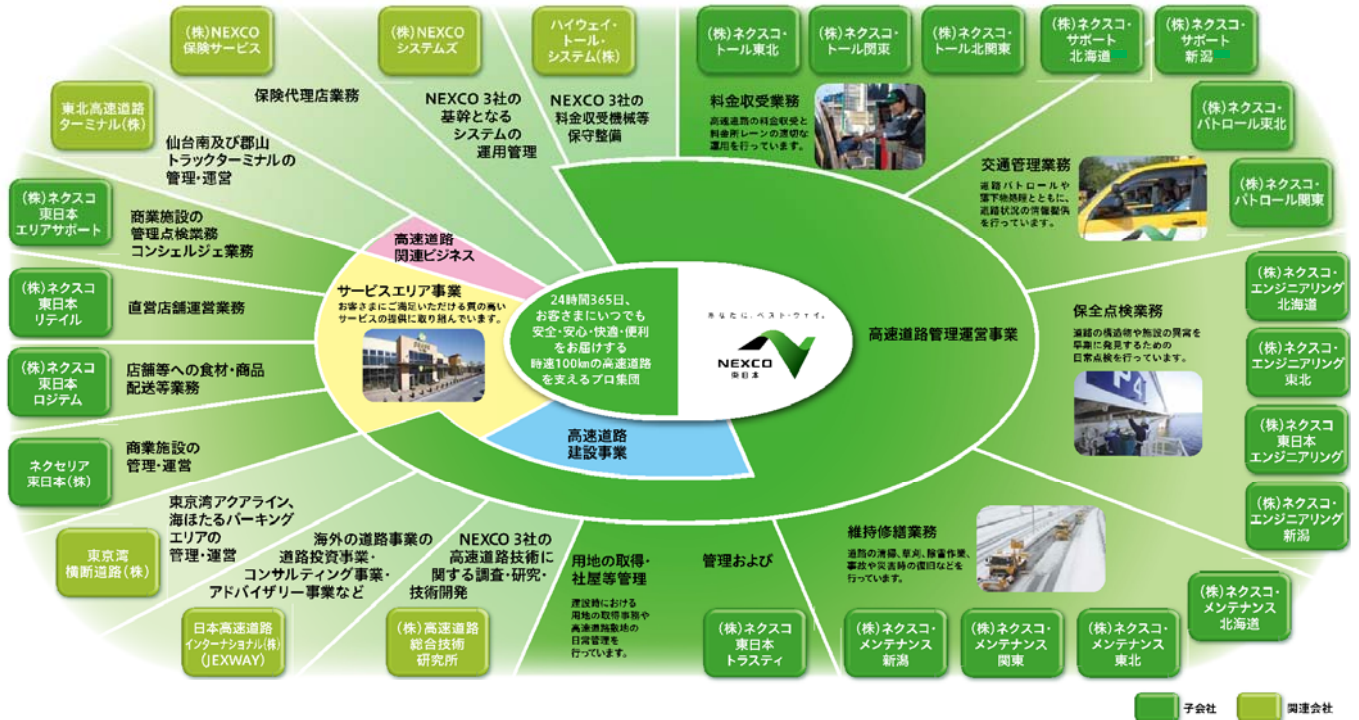 (株)NEXCO
保険サービス
(株)NEXCO
システムズ
ハイウェイ・
トール・
システム(株)
(株)ネクスコ・
トール東北
(株)ネクスコ・
トール関東
(株)ネクスコ・
トール北関東
(株)ネクスコ・
サポート
北海道
(株)ネクスコ・
サポート
新潟
東北高速道路
ターミナル(株)
保険代理店業務
NEXCO 3社の
基幹となる
システムの
運用管理
NEXCO 3社の
料金収受機械等
保守整備
料金収受業務
高速道路の料金収受と
料金所レーンの適切な
運用を行っています。
(株)ネクスコ・
パトロール東北
仙台南及び郡山
トラックターミナルの
管理・運営
交通管理業務
道路パトロールや
落下物処理とともに、
道路状況の情報提供
を行っています。
(株)ネクスコ・
パトロール関東
(株)ネクスコ
東日本
エリアサポート
商業施設の
管理点検業務
コンシェルジェ業務
高速道路
関連ビジネス
(株)ネクスコ
東日本
リテイル
直営店舗運営業務
サービスエリア事業
お客さまにご満足いただける質の高い
サービスの提供に取り組んでいます。
24時間365日、
お客さまにいつでも
安全・安心・快適・便利
をお届けする
時速100kmの高速道路
を支えるプロ集団
あなたに、ベスト・ウェイ。
NEXCO
東日本
高速道路管理運営事業
保全点検業務
道路の構造物や施設の異常を
早期に発見するための
日常点検を行っています。
(株)ネクスコ・
エンジニアリング
北海道
(株)ネクスコ・
エンジニアリング
東北
(株)ネクスコ
東日本
エンジニアリング
(株)ネクスコ・
エンジニアリング
新潟
(株)ネクスコ
東日本
ロジテム
店舗等への食材・商品
配送等業務
高速道路
建設事業
ネクセリア
東日本(株)
商業施設の
管理・運営
東京湾
横断道路(株)
東京湾アクアライン、
海ほたるパーキング
エリアの
管理・運営
海外の道路事業の
道路投資事業・
コンサルティング事業・
アドバイザリー事業など
NEXCO 3社の
高速道路技術に
関する調査・研究・
技術開発
用地の取得・
社屋等管理
建設時における
用地の取得事務や
高速道路敷地の
日常管理を
行っています。
管理および
維持修繕業務
道路の清掃、草刈、除雪作業、
事故や災害時の復旧などを
行っています。
P4
日本高速道路
インターナショナル(株)
(JEXWAY)
(株)高速道路
総合技術
研究所
(株)ネクスコ
東日本
トラスティ
(株)ネクスコ・
メンテナンス
新潟
(株)ネクスコ・
メンテナンス
関東
(株)ネクスコ・
メンテナンス
東北
(株)ネクスコ・
メンテナンス
北海道
子会社
関連会社